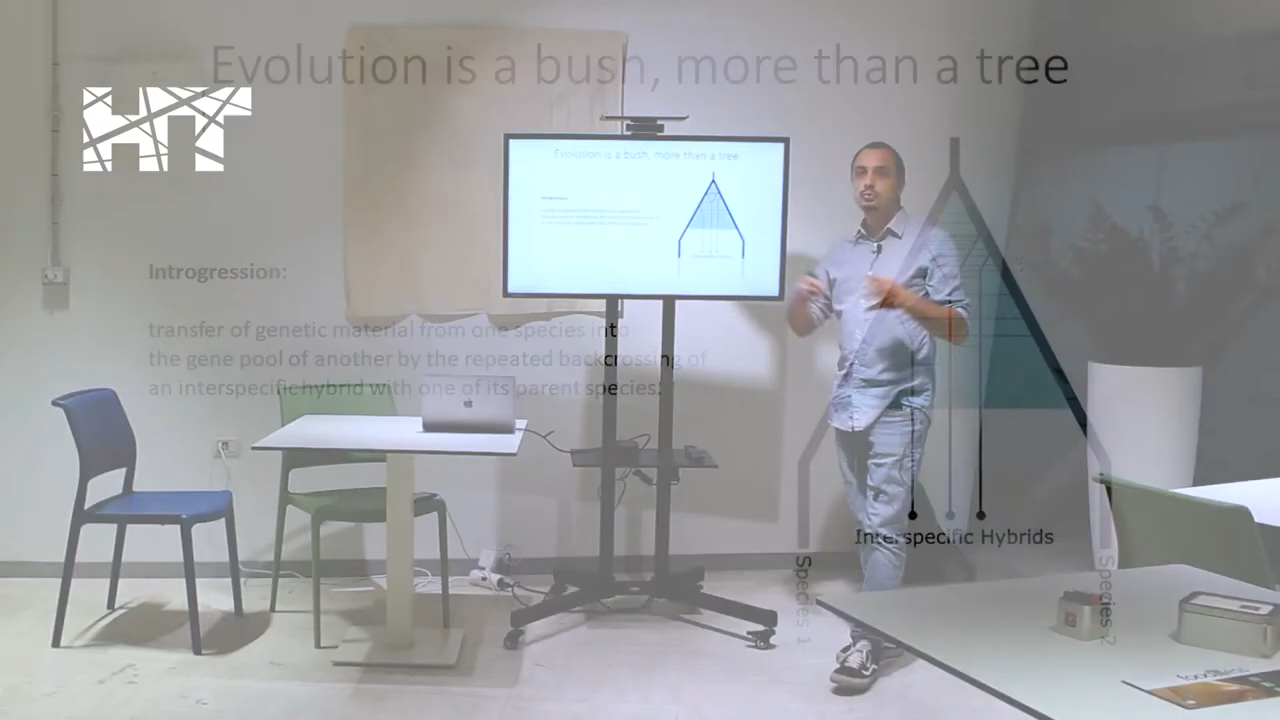 Evolution is a bush, more than a tree
HT
Evolution is a bush, more than a tree
Introgression:
transfer of genetic material from one species into
the gene pool of another by the repeated backcrossing of
an interspecific hybrid with one of its parent species.
Interspecific Hybrids
Species 1
Species 2